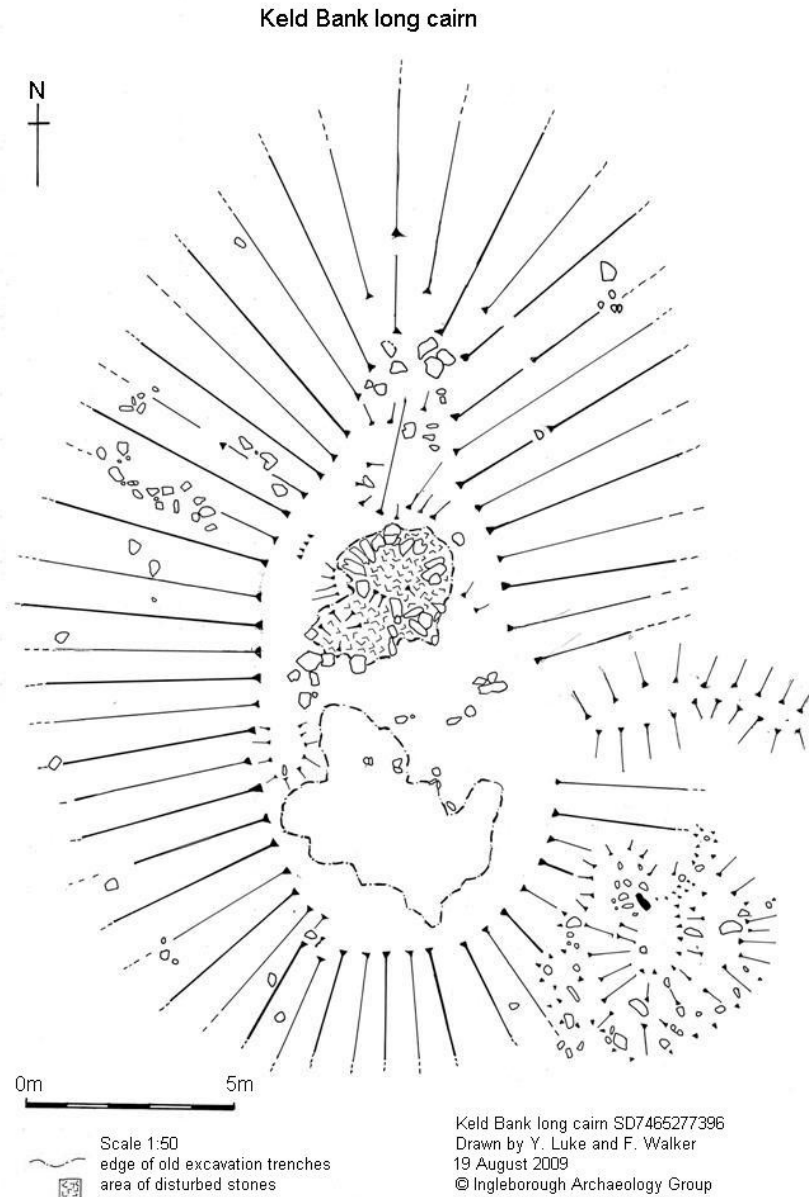 Keld Bank long cairn
N
0m 5m
Scale 1:50
edge of old excavation trenches
area of disturbed stones
Keld Bank long cairn SD7465277396
Drawn by Y. Luke and F. Walker
19 August 2009
© Ingleborough Archaeology Group